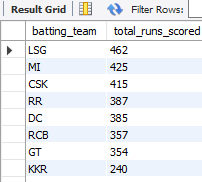 Result Grid Filter Rows:
batting_team total_runs_scored
LSG 462
MI 425
CSK 415
RR 387
DC 385
RCB 357
GT 354
KKR 240